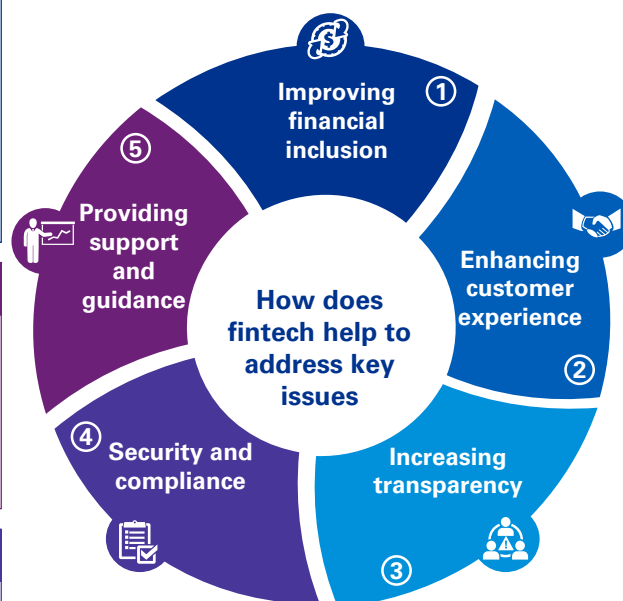 Improving
financial
inclusion
①
Enhancing
customer
experience
②
Increasing
transparency
③
④
Security and
compliance
⑤
Providing
support
and
guidance
How does
fintech help to
address key
issues